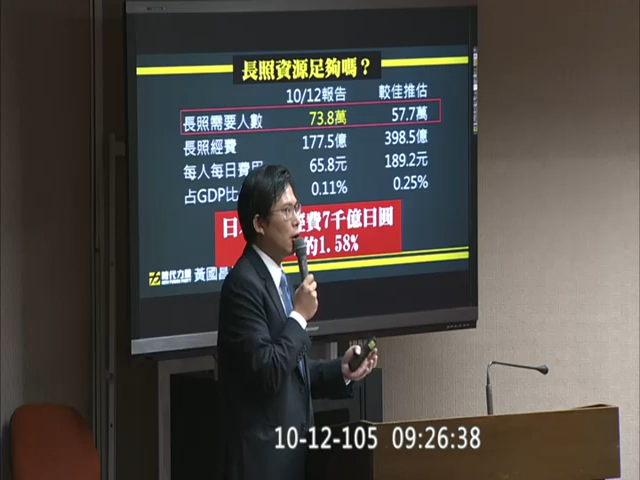 長照資源足夠嗎？
10/12報告 較佳推估
長照需要人數 73.8萬 57.7萬
長照經費 177.5億 398.5億
每人每日費用 65.8元 189.2元
占GDP比 0.11% 0.25%
日 費7千億日圓
的1.58%
時代力量 黃國昌
10-12-105 09:26:38